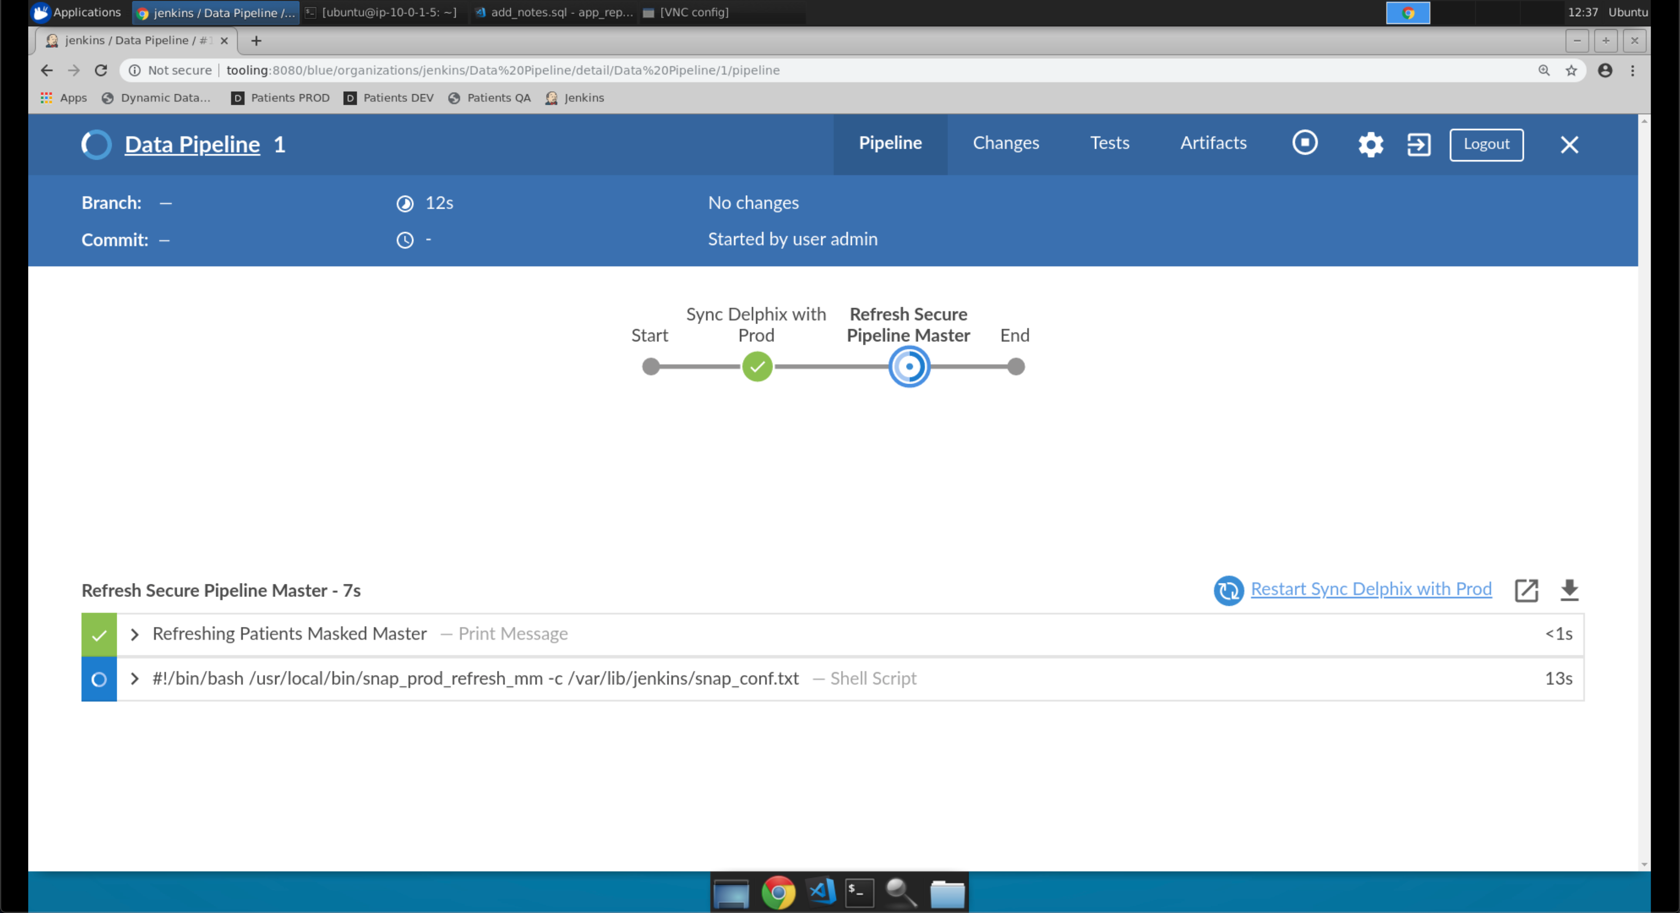 Applications
jenkins / Data Pipeline /...
[ubuntu@ip-10-0-1-5: ~]
add_notes.sql - app_rep...
[VNC config]
12:37 Ubuntu
jenkins / Data Pipeline / #
Not secure
tooling:8080/blue/organizations/jenkins/Data%20Pipeline/detail/Data%20Pipeline/1/pipeline
Apps
Dynamic Data...
Patients PROD
Patients DEV
Patients QA
Jenkins
Data Pipeline 1
Pipeline
Changes
Tests
Artifacts
Logout
Branch: —
12s
No changes
Commit: —
-
Started by user admin
Start
Sync Delphix with
Prod
Refresh Secure
Pipeline Master
End
Refresh Secure Pipeline Master - 7s
Restart Sync Delphix with Prod
Refreshing Patients Masked Master — Print Message
<1s
#!/bin/bash /usr/local/bin/snap_prod_refresh_mm -c /var/lib/jenkins/snap_conf.txt — Shell Script
13s